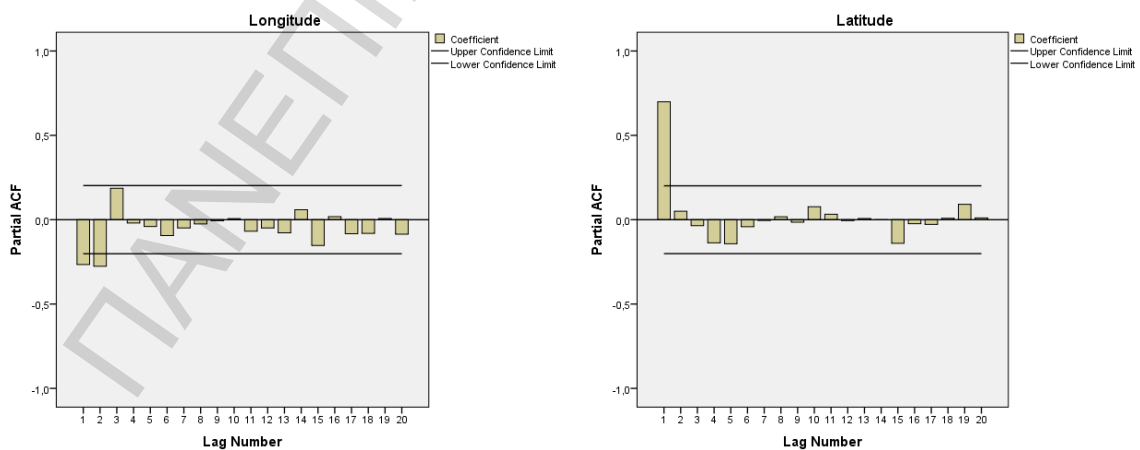 Longitude
Coefficient
Upper Confidence Limit
Lower Confidence Limit
1,0
0,5
0,0
-0,5
-1,0
Partial ACF
1 2 3 4 5 6 7 8 9 10 11 12 13 14 15 16 17 18 19 20
Lag Number
Latitude
Coefficient
Upper Confidence Limit
Lower Confidence Limit
1,0
0,5
0,0
-0,5
-1,0
Partial ACF
1 2 3 4 5 6 7 8 9 10 11 12 13 14 15 16 17 18 19 20
Lag Number